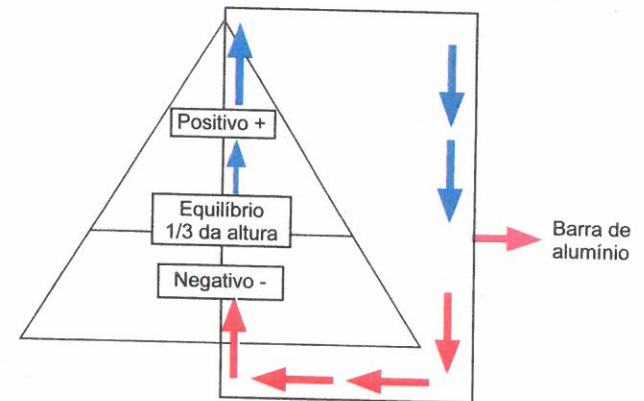 Positivo +
Equilíbrio
1/3 da altura
Negativo -
Barra de
alumínio